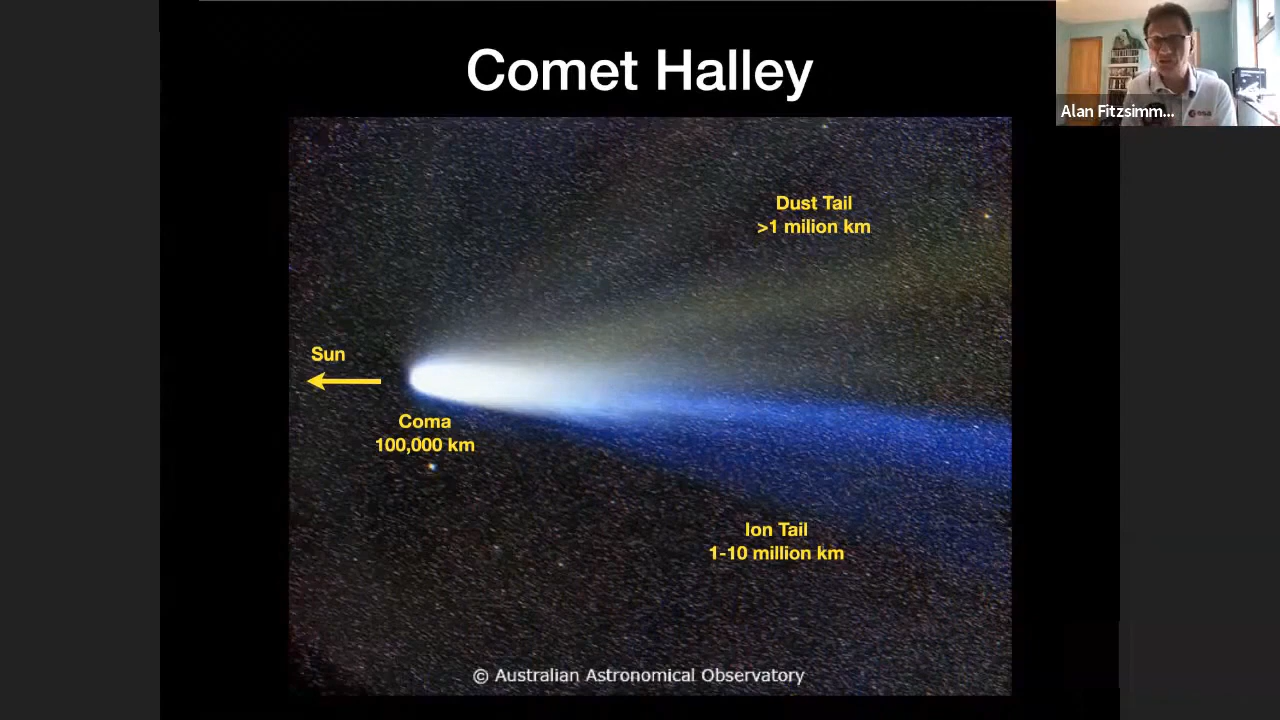 Comet Halley
Alan Fitzsimm...
Dust Tail
>1 milion km
Sun
Coma
100,000 km
Ion Tail
1-10 million km
© Australian Astronomical Observatory
esa